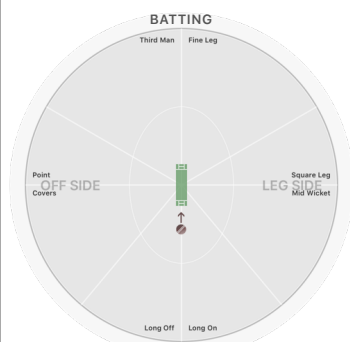 BATTING
Third Man Fine Leg
Point Square Leg
OFF SIDE LEG SIDE
Covers Mid Wicket
Long Off Long On